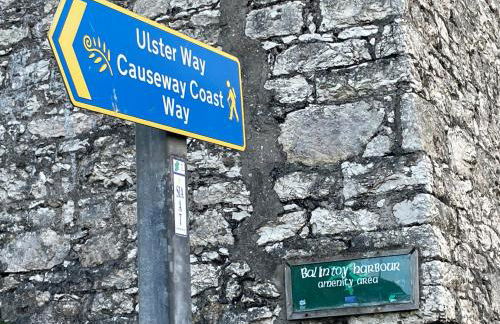 Ulster Way
Causeway Coast
Way
Ballintoy harbour
amenity area